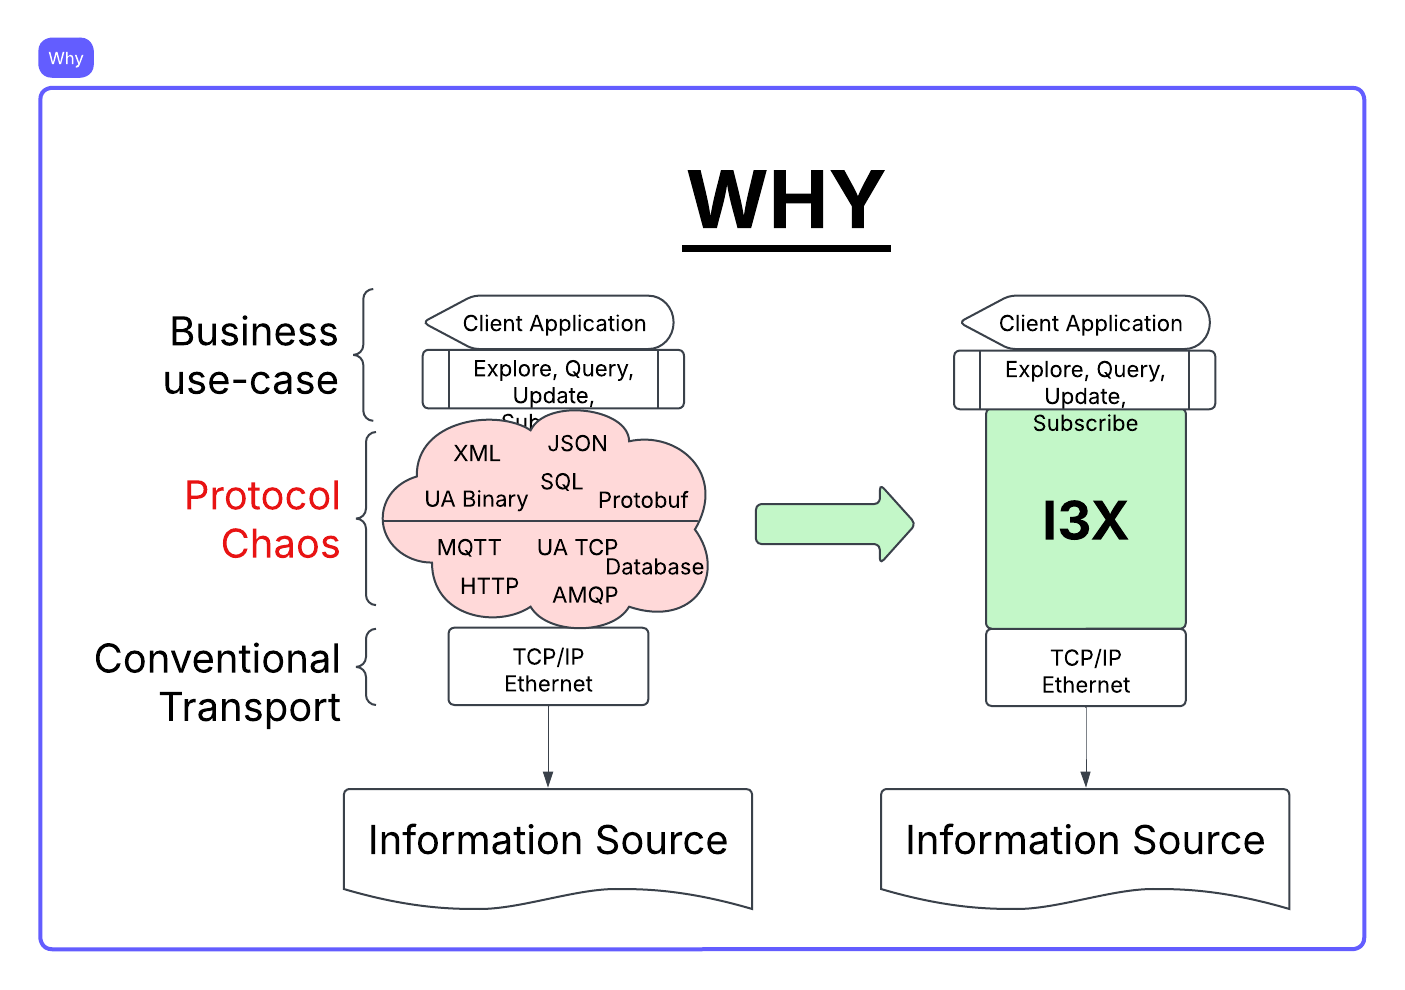 Why
WHY
Business
use-case
Client Application
Explore, Query,
Update,
Protocol
Chaos
XML
JSON
SQL
UA Binary
Protobuf
MQTT
UA TCP
Database
HTTP
AMQP
Conventional
Transport
TCP/IP
Ethernet
Information Source
Client Application
Explore, Query,
Update,
Subscribe
I3X
TCP/IP
Ethernet
Information Source